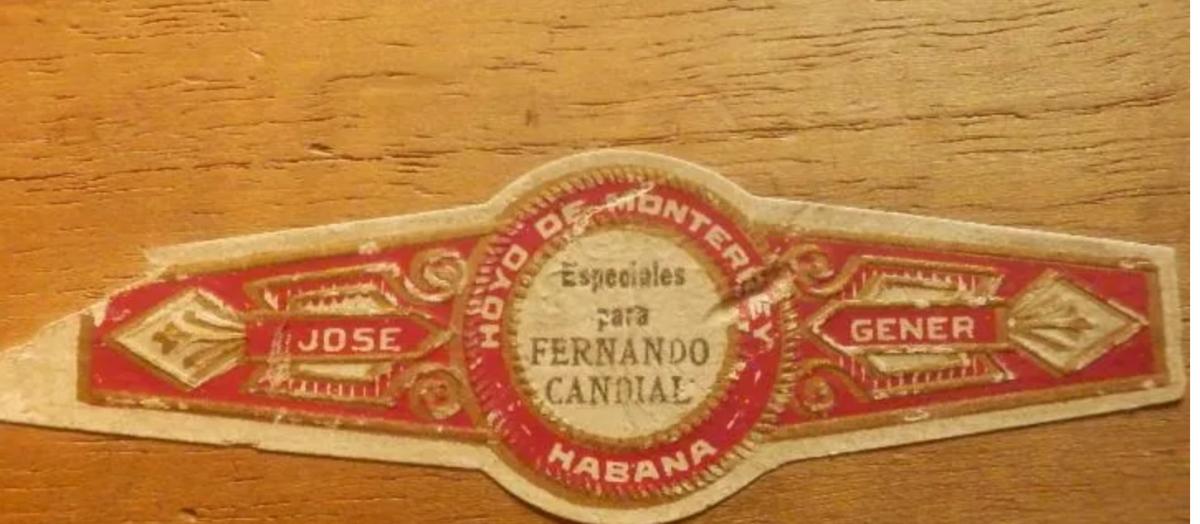 HOYO DE MONTERREY
JOSE
Especiales
para
FERNANDO
CANDIAL
GENER
HABANA